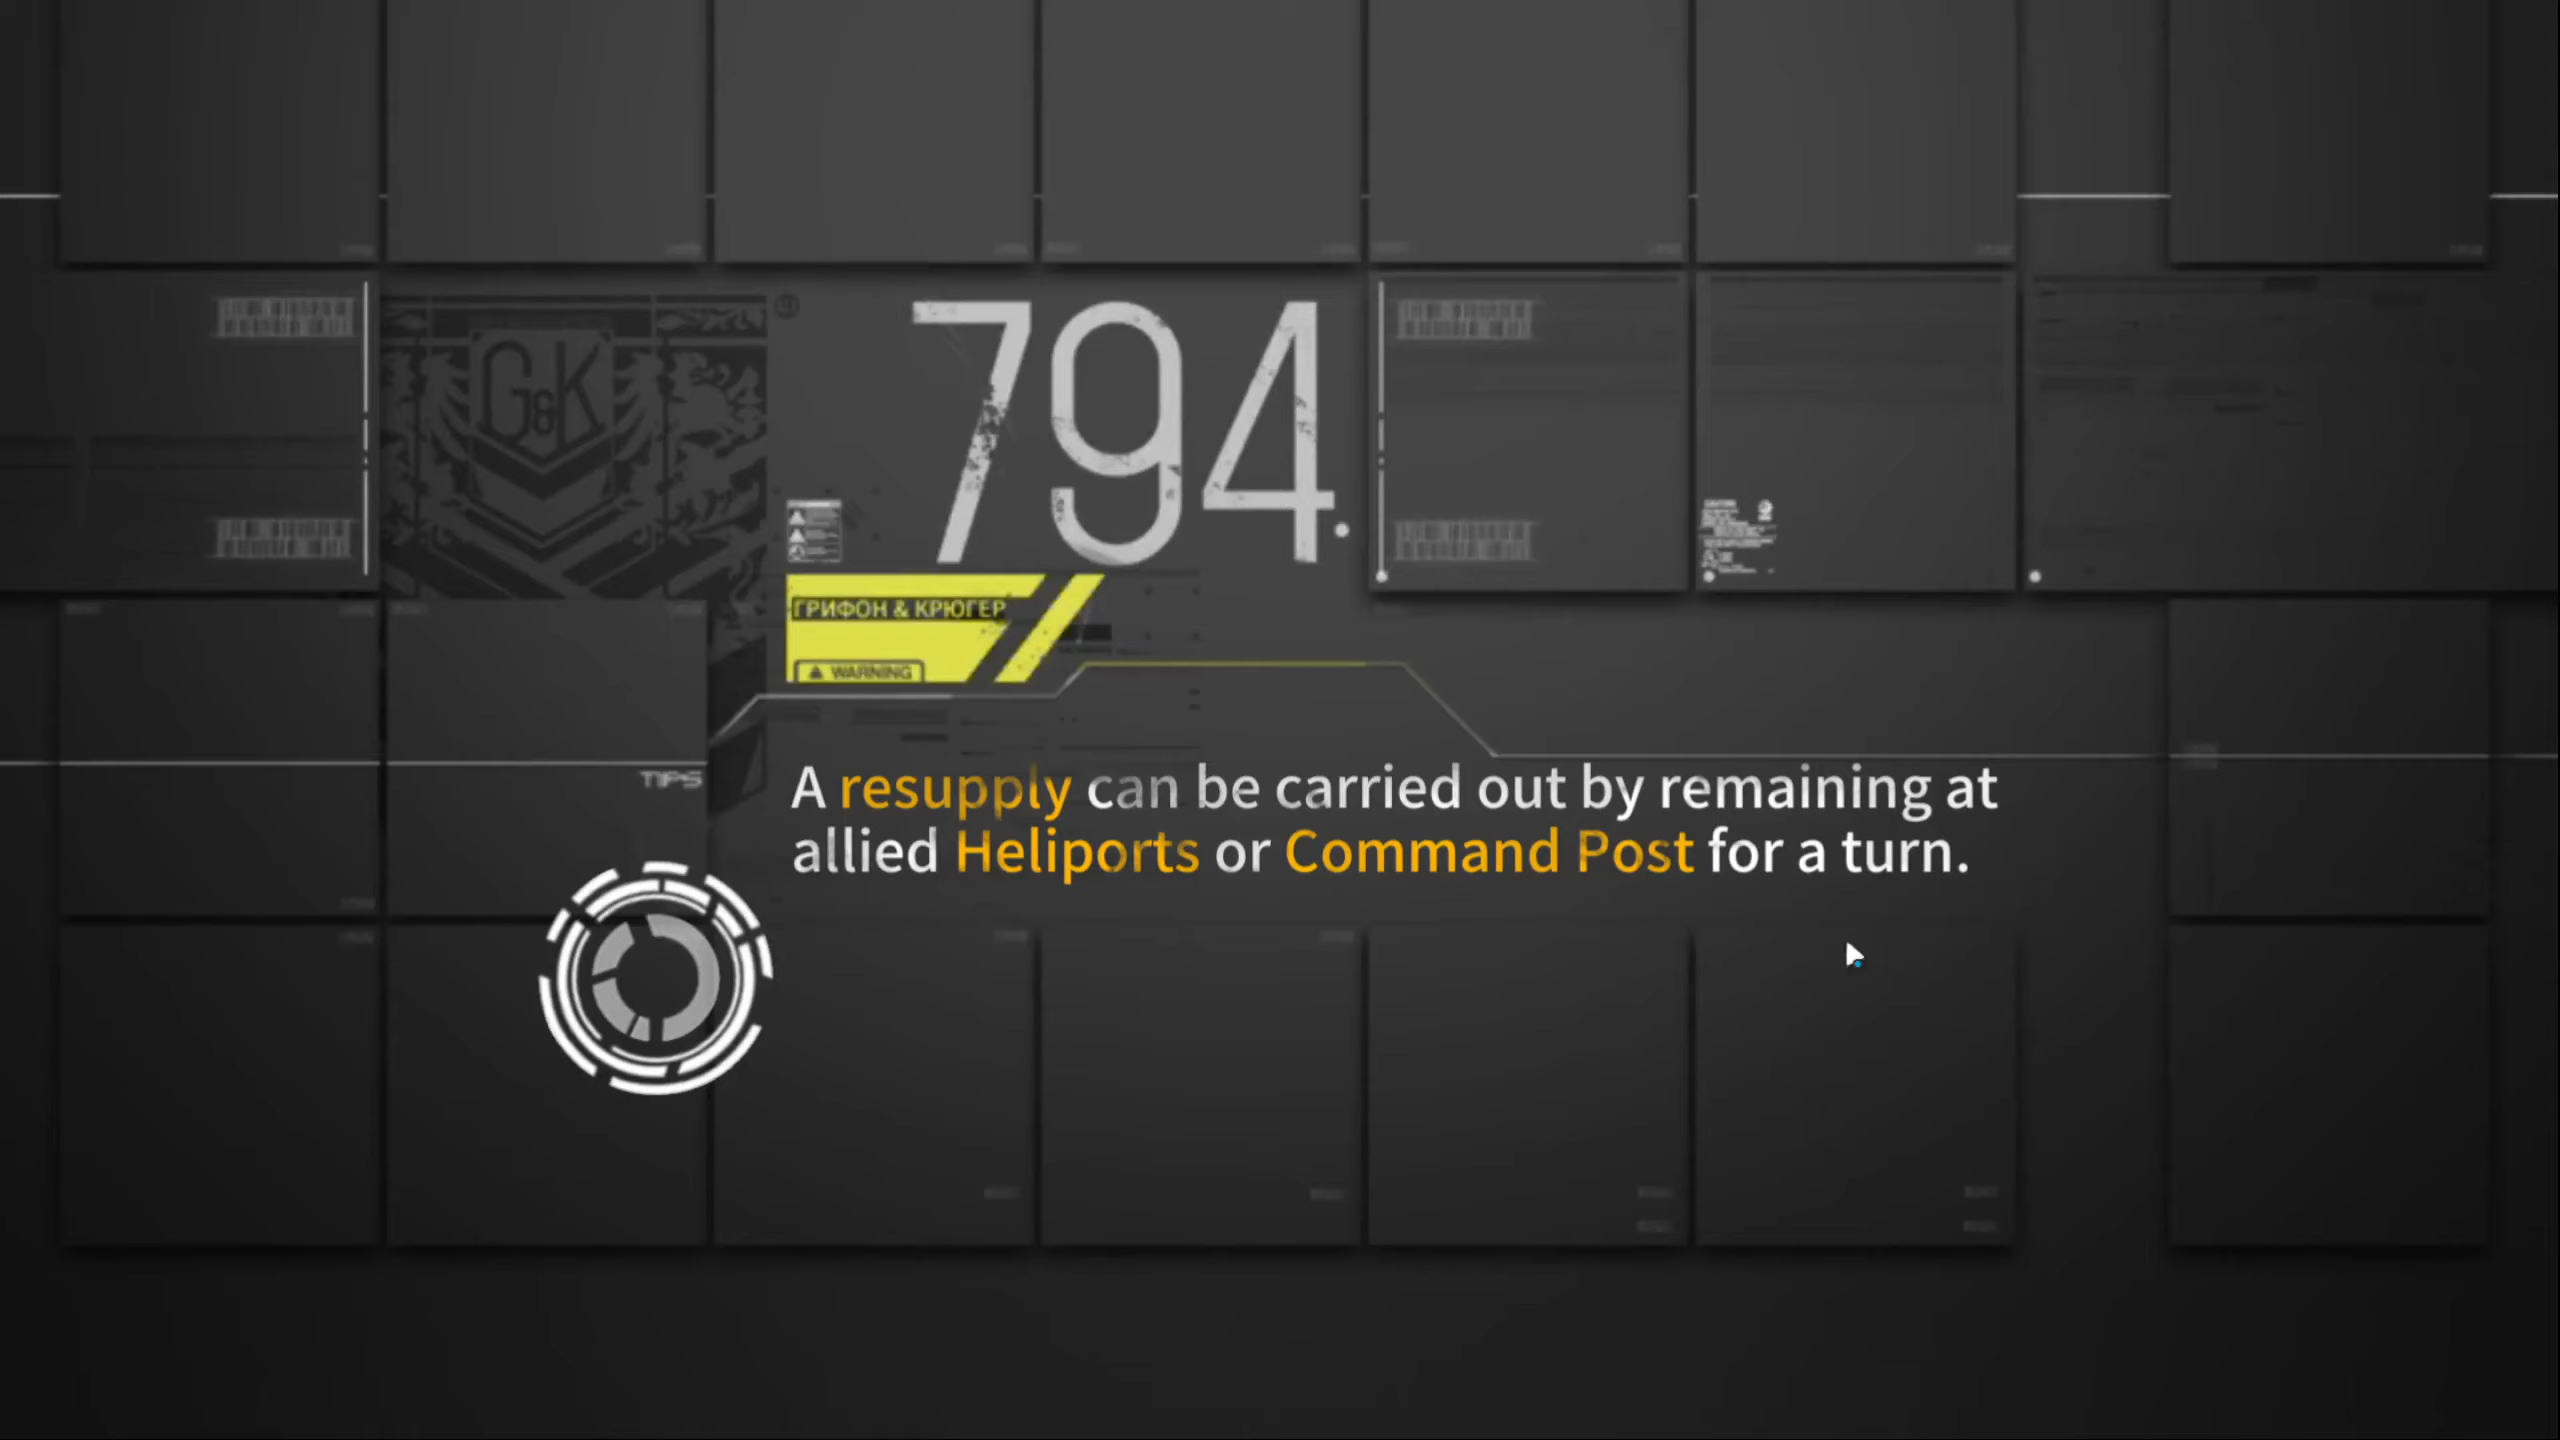 G&K
794.
ГРИФОН & КРЮГЕР
WARNING
TIPS
A resupply can be carried out by remaining at
allied Heliports or Command Post for a turn.